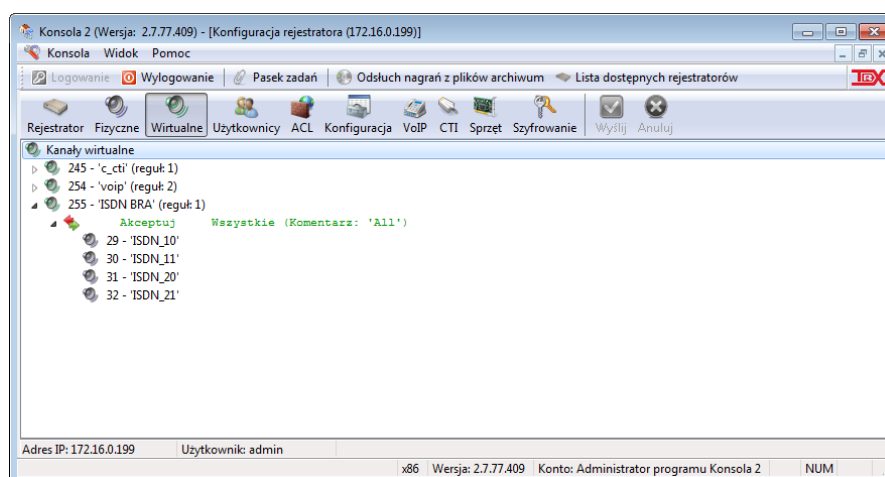 Konsola 2 (Wersja: 2.7.77.409) - [Konfiguracja rejestratora (172.16.0.199)]
Konsola Widok Pomoc
Logowanie Wylogowanie Pasek zadań Odsłuch nagrań z plików archiwum Lista dostępnych rejestratorów TRX
Rejestrator Fizyczne Wirtualne Użytkownicy ACL Konfiguracja VoIP CTI Sprzęt Szyfrowanie Wyślij Anuluj
Kanały wirtualne
245 - 'c_cti' (reguł: 1)
254 - 'voip' (reguł: 2)
255 - 'ISDN BRA' (reguł: 1)
Akceptuj Wszystkie (Komentarz: 'All')
29 - 'ISDN_10'
30 - 'ISDN_11'
31 - 'ISDN_20'
32 - 'ISDN_21'
Adres IP: 172.16.0.199 Użytkownik: admin
x86 Wersja: 2.7.77.409 Konto: Administrator programu Konsola 2 NUM